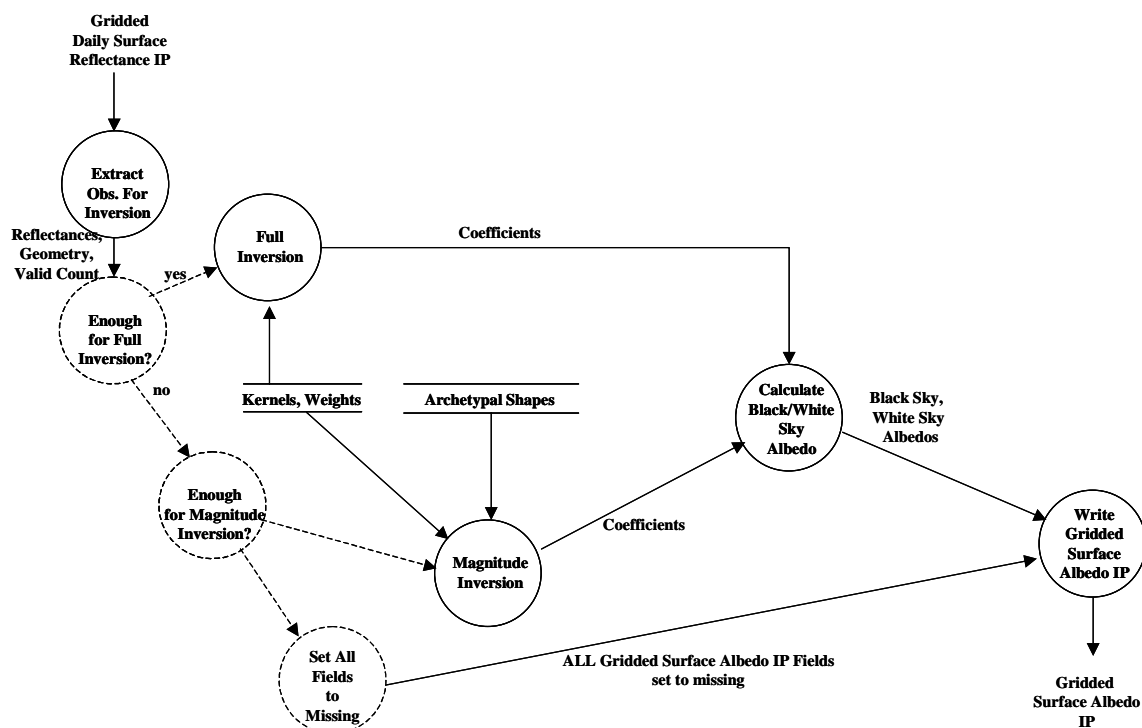 Gridded
Daily Surface
Reflectance IP
Extract
Obs. For
Inversion
Reflectances,
Geometry,
Valid Count
yes
Full
Inversion
Coefficients
Enough
for Full
Inversion?
no
Kernels, Weights
Archetypal Shapes
Calculate
Black/White
Sky
Albedo
Black Sky,
White Sky
Albedos
Enough
for Magnitude
Inversion?
Magnitude
Inversion
Coefficients
Write
Gridded
Surface
Albedo IP
Set All
Fields
to
Missing
ALL Gridded Surface Albedo IP Fields
set to missing
Gridded
Surface Albedo
IP